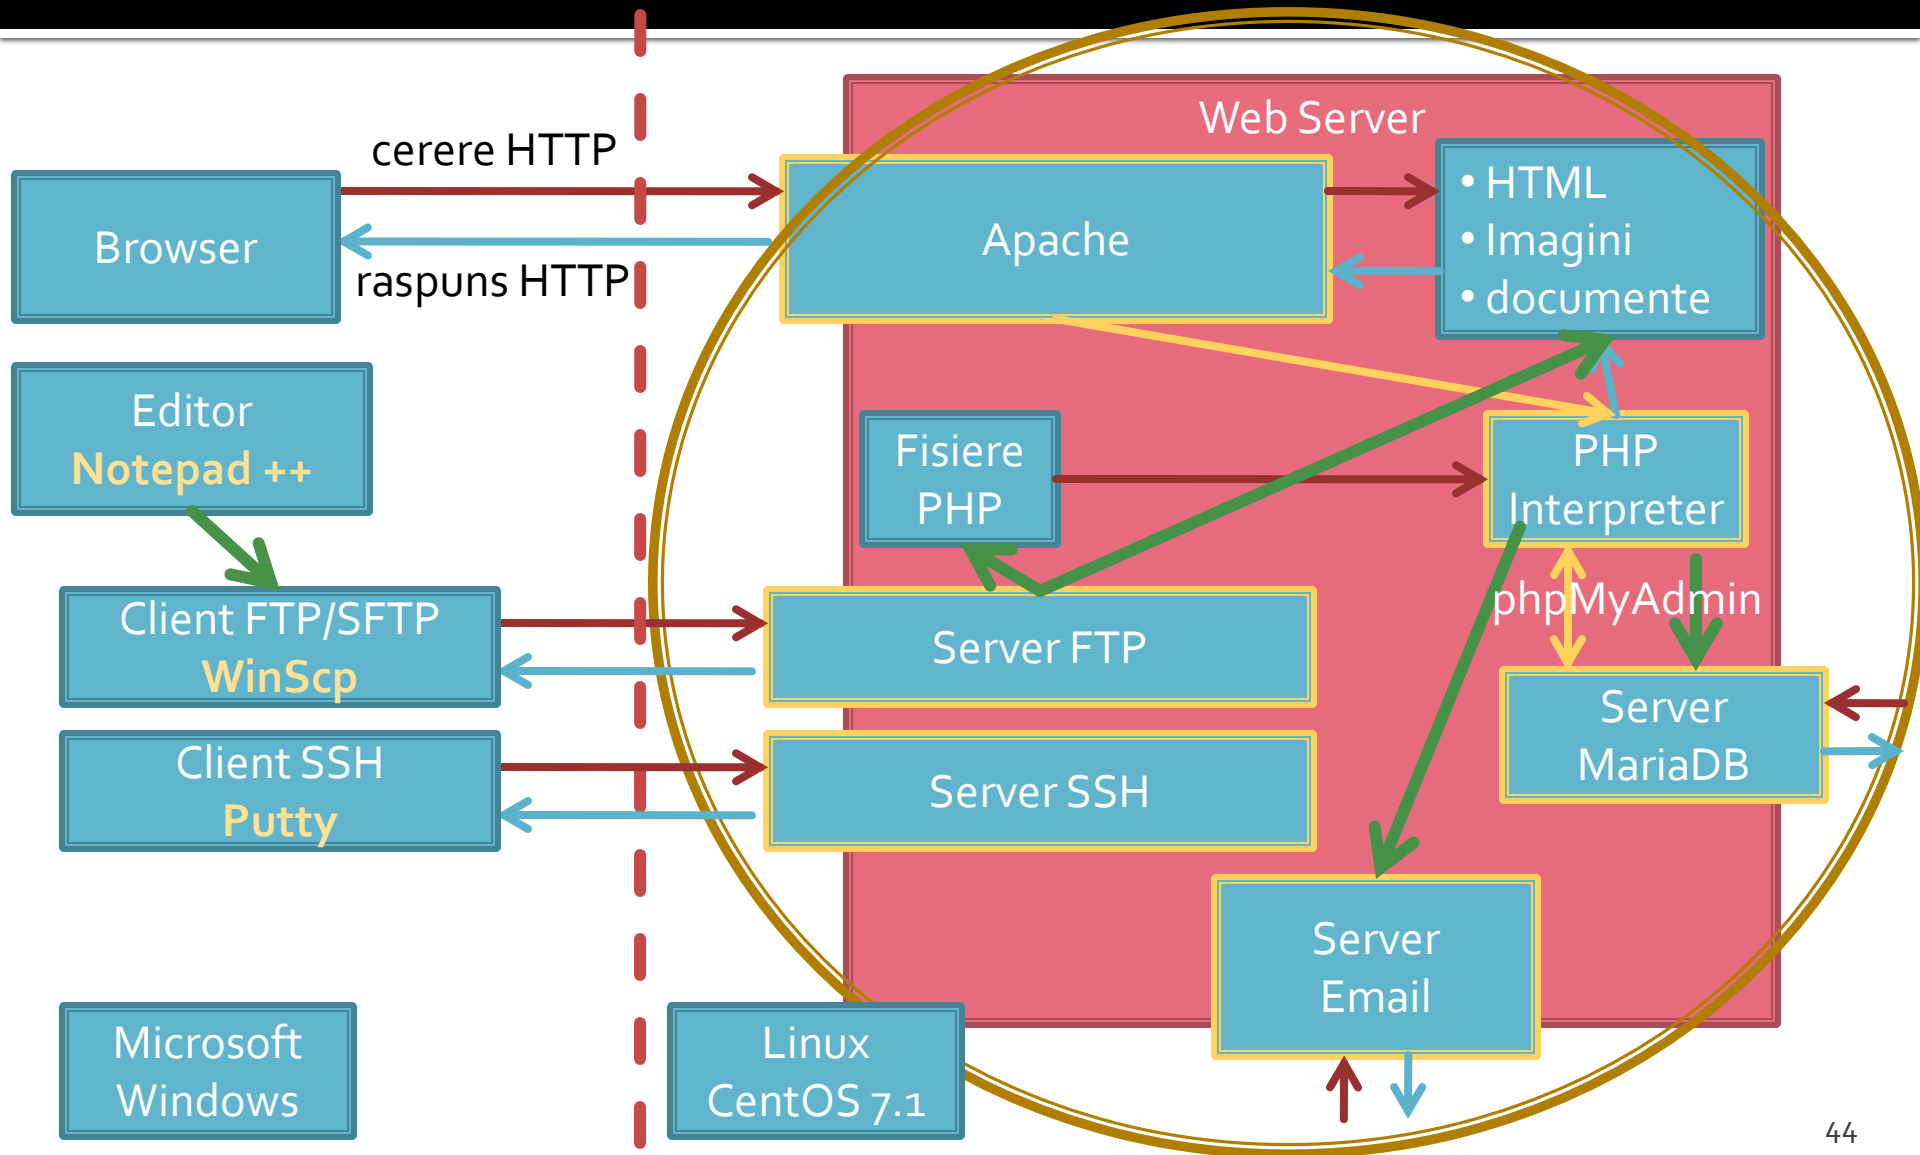 Web Server
cerere HTTP
Browser
raspuns HTTP
Apache
• HTML
• Imagini
• documente
Editor
Notepad ++
Fisiere
PHP
PHP
Interpreter
phpMyAdmin
Client FTP/SFTP
WinScp
Server FTP
Server
MariaDB
Client SSH
Putty
Server SSH
Server
Email
Microsoft
Windows
Linux
CentOS 7.1
44